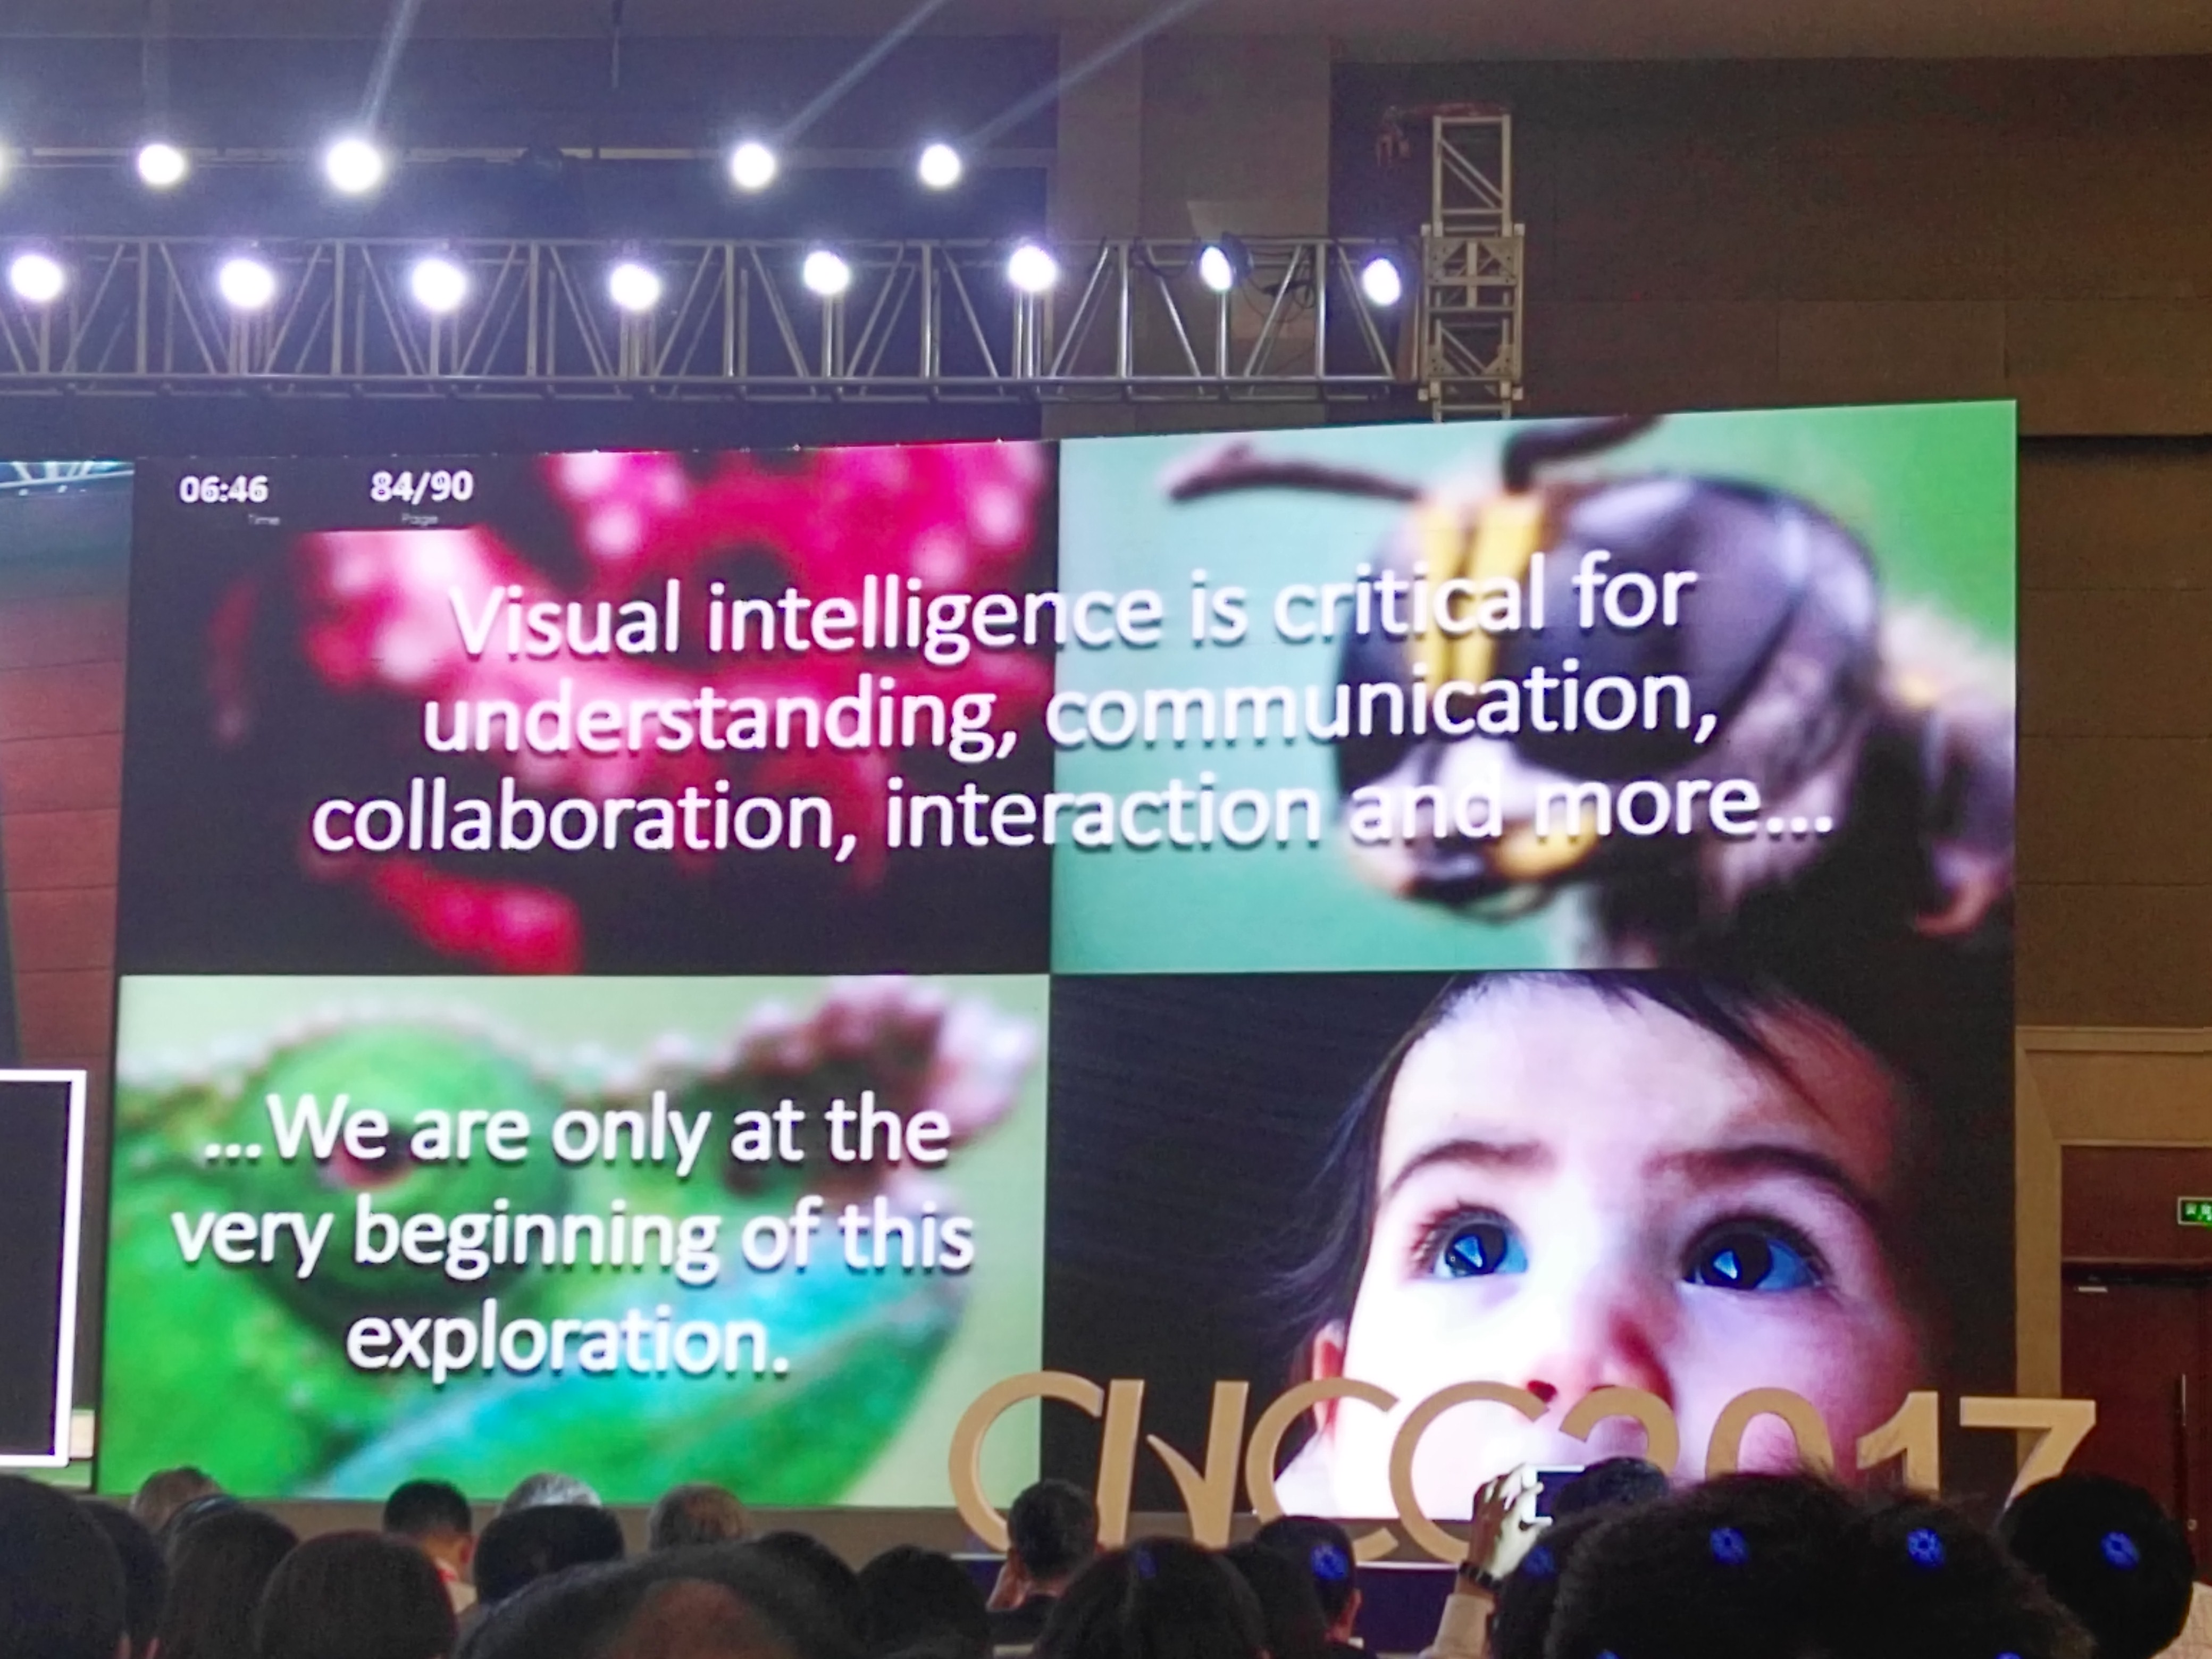 06:46
Time
84/90
Page
Visual intelligence is critical for
understanding, communication,
collaboration, interaction and more...
...We are only at the
very beginning of this
exploration.
CNCC2017